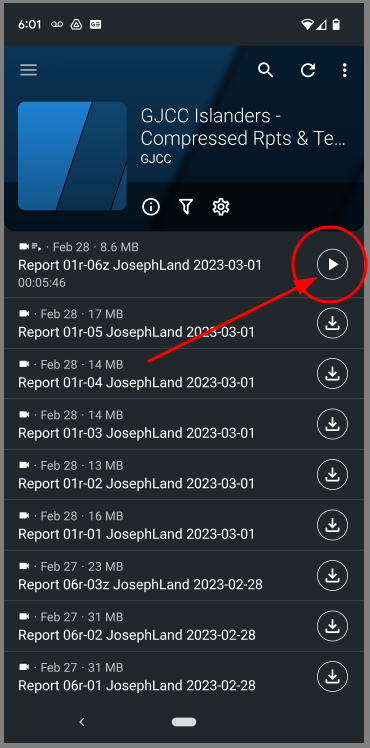 6:01
GJCC Islanders -
Compressed Rpts & Te...
GJCC
· Feb 28 · 8.6 MB
Report 01r-06z JosephLand 2023-03-01
00:05:46
· Feb 28 · 17 MB
Report 01r-05 JosephLand 2023-03-01
· Feb 28 · 14 MB
Report 01r-04 JosephLand 2023-03-01
· Feb 28 · 14 MB
Report 01r-03 JosephLand 2023-03-01
· Feb 28 · 13 MB
Report 01r-02 JosephLand 2023-03-01
· Feb 28 · 16 MB
Report 01r-01 JosephLand 2023-03-01
· Feb 27 · 23 MB
Report 06r-03z JosephLand 2023-02-28
· Feb 27 · 31 MB
Report 06r-02 JosephLand 2023-02-28
· Feb 27 · 31 MB
Report 06r-01 JosephLand 2023-02-28